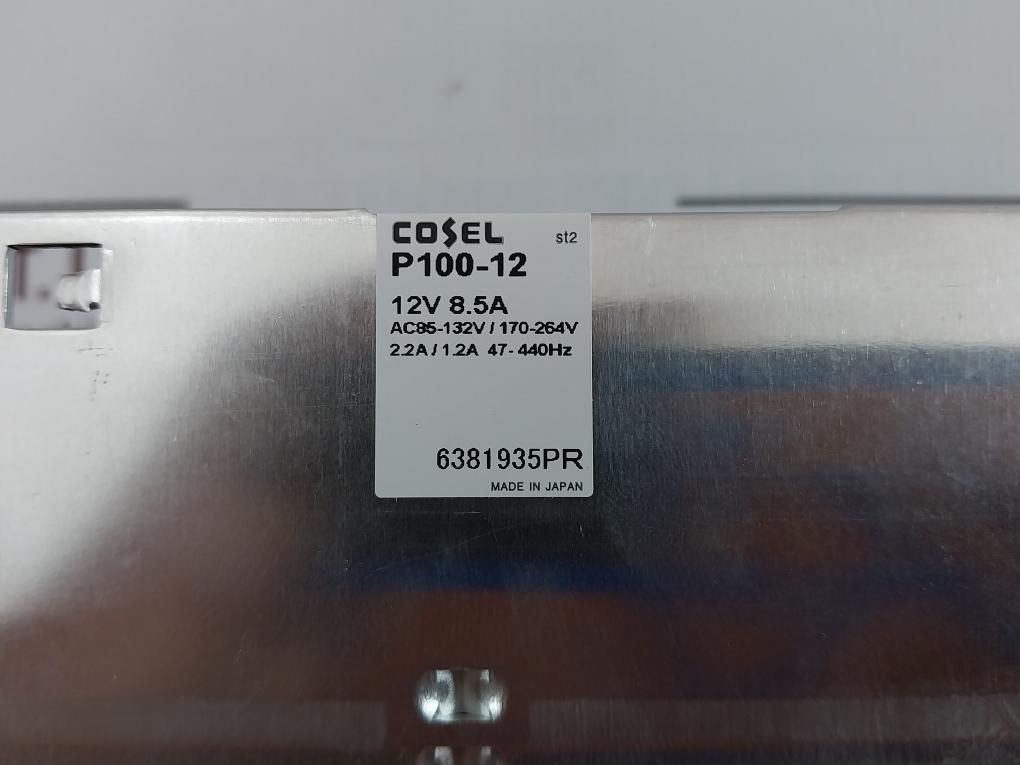 COSEL st2
P100-12
12V 8.5A
AC85-132V / 170-264V
2.2A / 1.2A 47-440Hz
6381935PR
MADE IN JAPAN